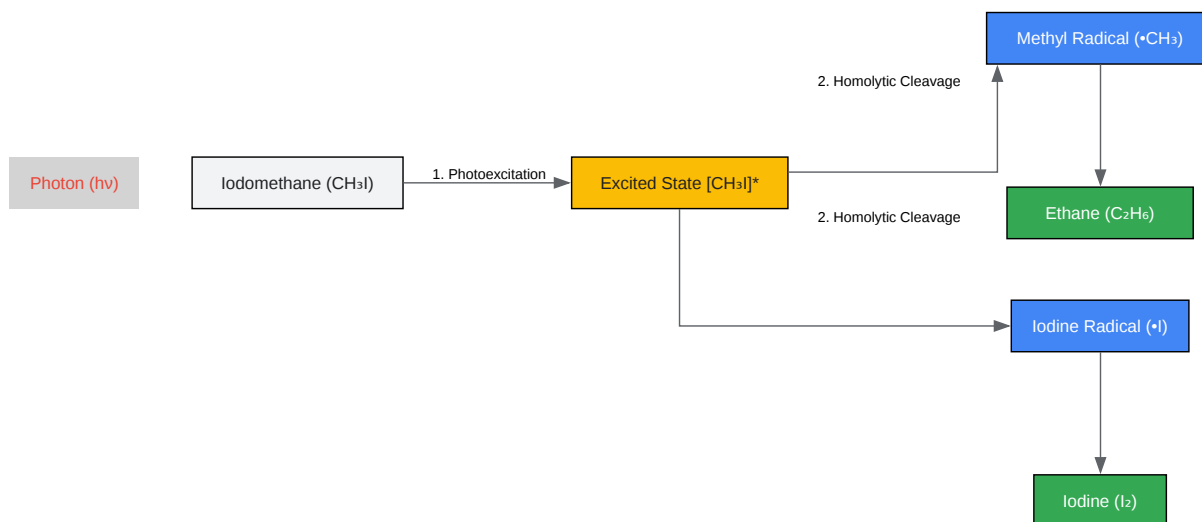 Methyl Radical (•CH₃)
2. Homolytic Cleavage
Photon (hν)
Iodomethane (CH₃I)
1. Photoexcitation
Excited State [CH₃I]*
2. Homolytic Cleavage
Ethane (C₂H₆)
Iodine Radical (•I)
Iodine (I₂)